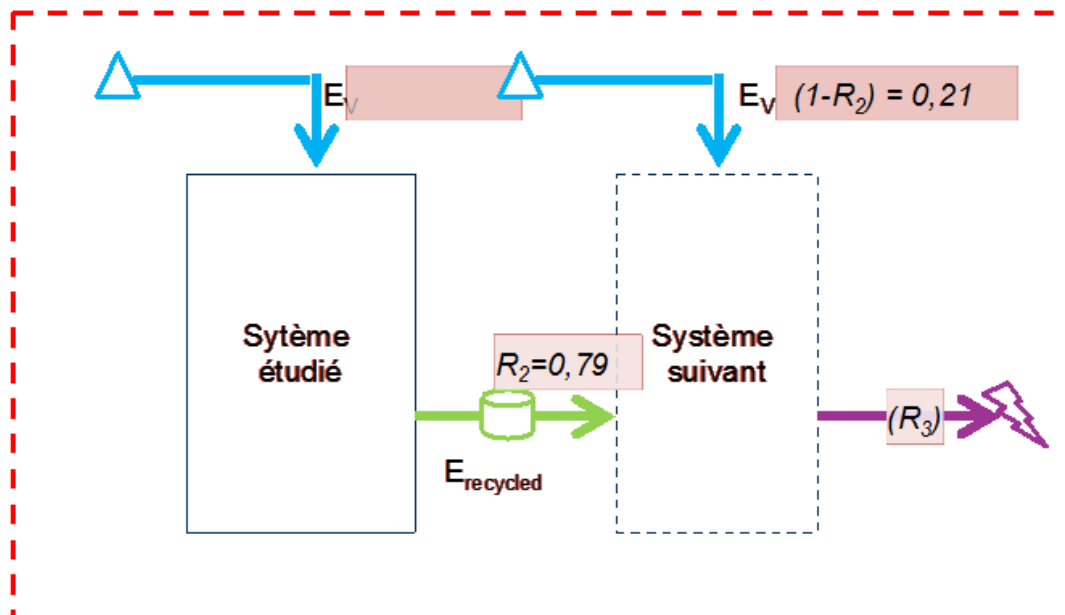 E_V
E_V (1-R_2) = 0,21
Sytème
étudié
R_2=0,79
Système
suivant
(R_3)
E_recycled